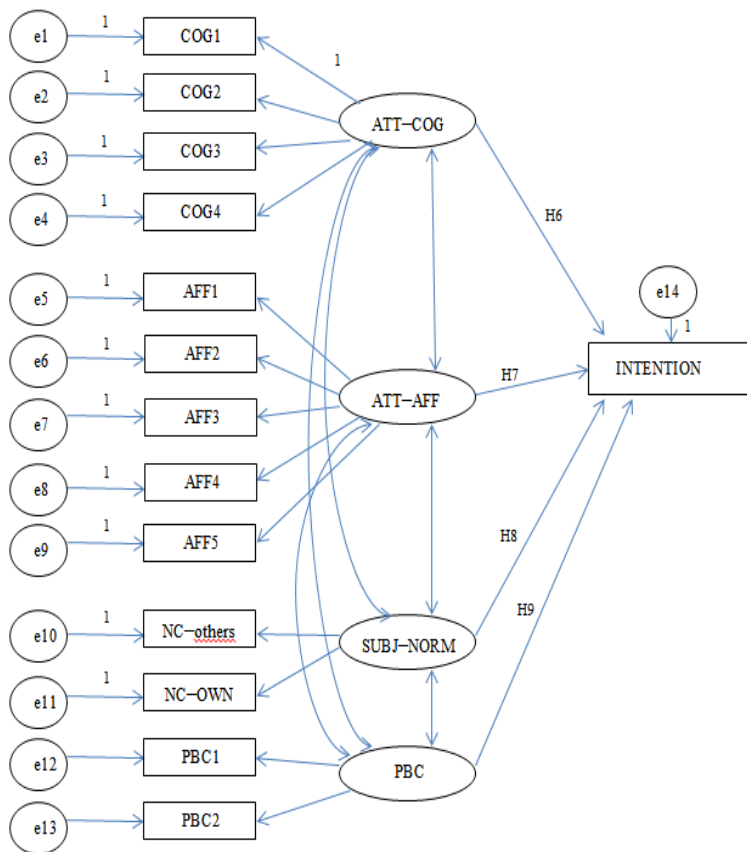 e1 1 COG1
1
e2 1 COG2
ATT–COG
e3 1 COG3
e4 1 COG4
H6
e5 1 AFF1
e14
1
e6 1 AFF2
INTENTION
H7
ATT–AFF
e7 1 AFF3
e8 1 AFF4
e9 1 AFF5
H8
H9
e10 1 NC–others
SUBJ–NORM
e11 1 NC–OWN
e12 PBC1
PBC
e13 PBC2